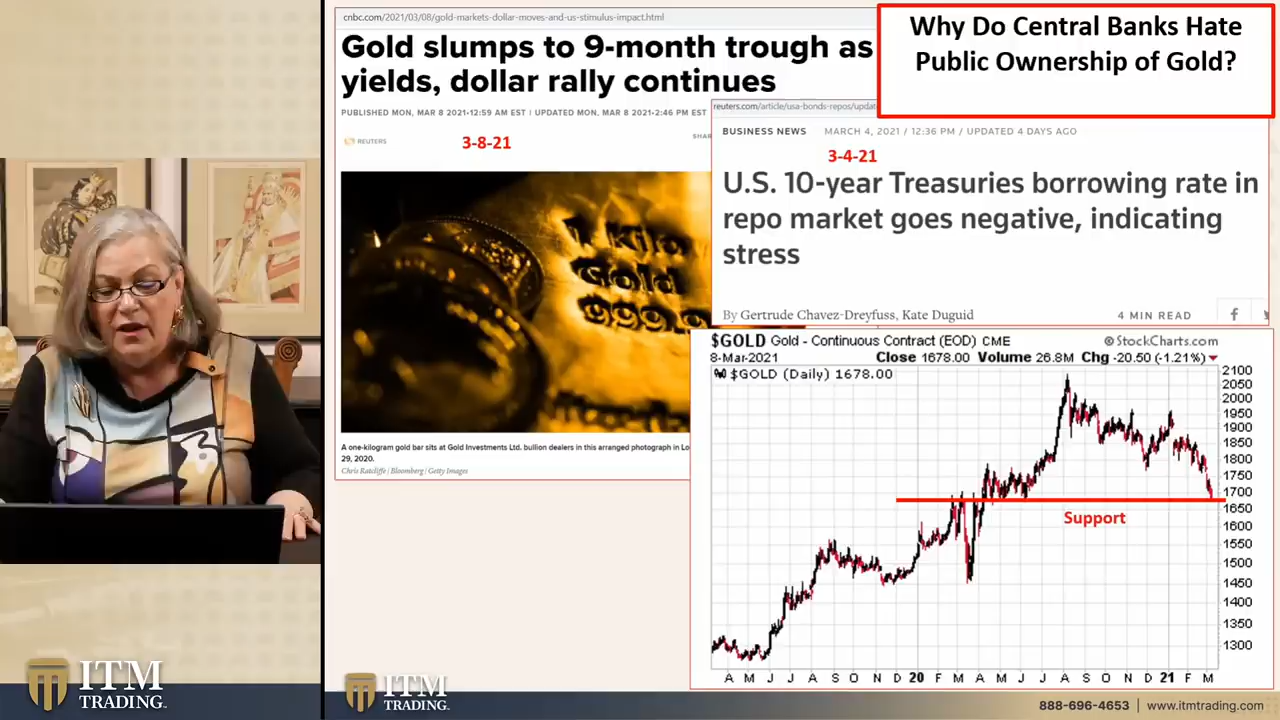 cnbc.com/2021/03/08/gold-markets-dollar-moves-and-us-stimulus-impact.html
Gold slumps to 9-month trough as
yields, dollar rally continues
PUBLISHED MON, MAR 8 2021•12:59 AM EST | UPDATED MON, MAR 8 2021•2:46 PM EST
REUTERS
3-8-21
SHAR
1 Kilo
Gold
999.9
A one-kilogram gold bar sits at Gold Investments Ltd. bullion dealers in this arranged photograph in Lo
29, 2020.
Chris Ratcliffe | Bloomberg | Getty Images
Why Do Central Banks Hate
Public Ownership of Gold?
reuters.com/article/usa-bonds-repos/updat
BUSINESS NEWS MARCH 4, 2021 / 12:36 PM / UPDATED 4 DAYS AGO
3-4-21
U.S. 10-year Treasuries borrowing rate in
repo market goes negative, indicating
stress
By Gertrude Chavez-Dreyfuss, Kate Duguid
4 MIN READ
$GOLD Gold - Continuous Contract (EOD) CME
© StockCharts.com
8-Mar-2021 Close 1678.00 Volume 26.8M Chg -20.50 (-1.21%)
$GOLD (Daily) 1678.00
2100
2050
2000
1950
1900
1850
1800
1750
1700
1650
1600
1550
1500
1450
1400
1350
1300
Support
A M J J A S O N D 20 F M A M J J A S O N D 21 F M
ITM
TRADING
ITM
TRADING
888-696-4653 | www.itmtrading.com